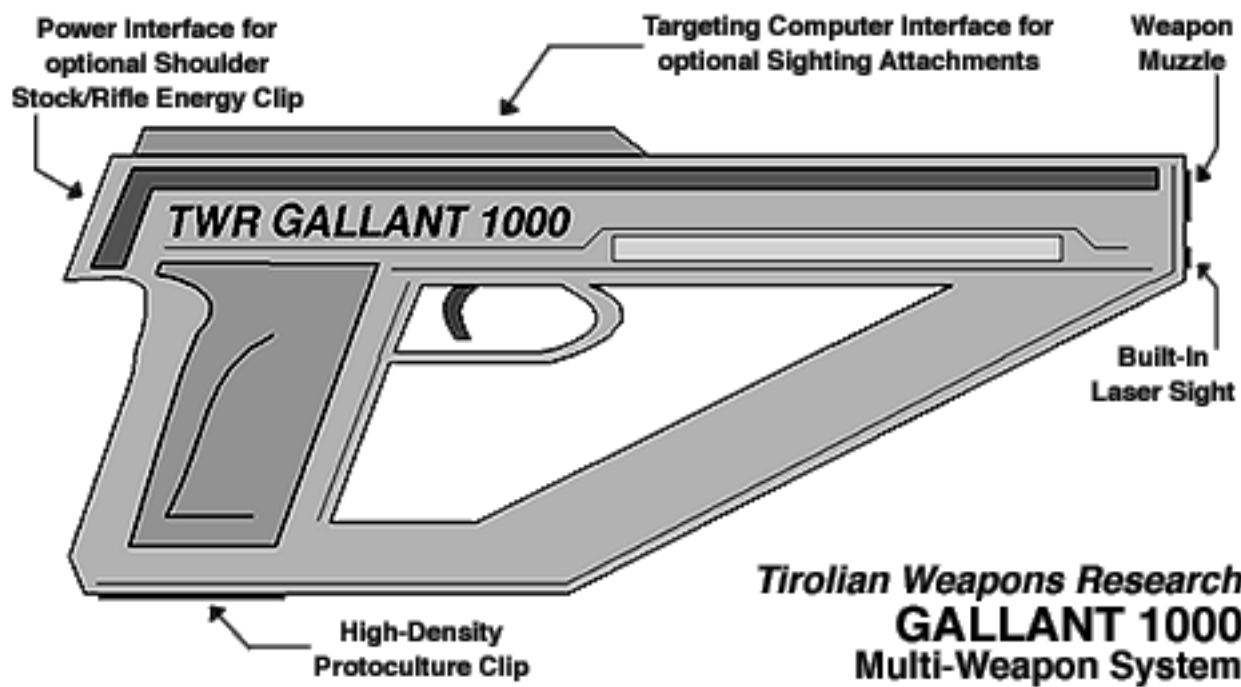 Power Interface for
optional Shoulder
Stock/Rifle Energy Clip
Targeting Computer Interface for
optional Sighting Attachments
Weapon
Muzzle
TWR GALLANT 1000
Built-In
Laser Sight
High-Density
Protoculture Clip
Tirolian Weapons Research
GALLANT 1000
Multi-Weapon System